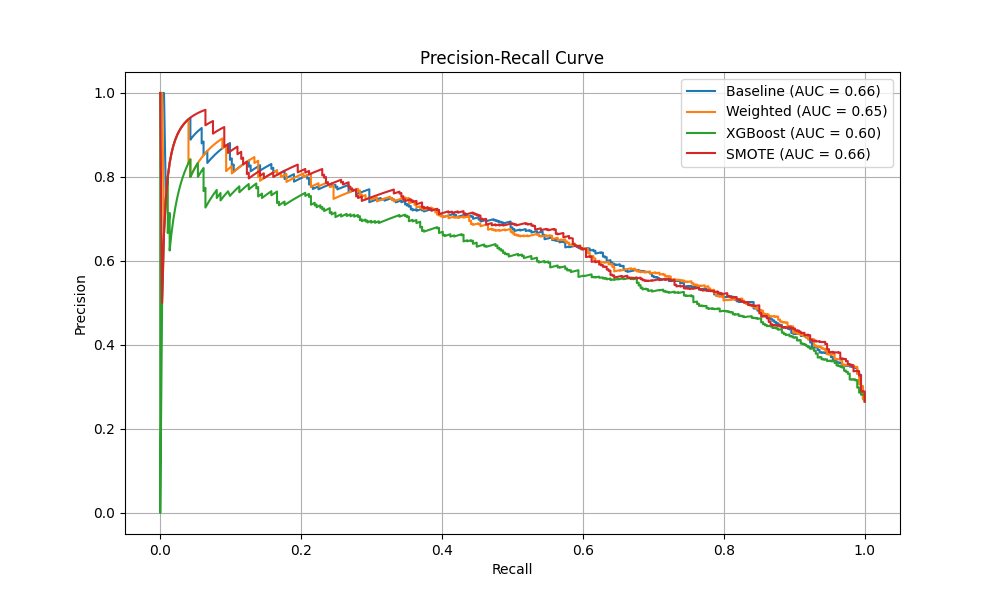 Precision-Recall Curve
Baseline (AUC = 0.66)
Weighted (AUC = 0.65)
XGBoost (AUC = 0.60)
SMOTE (AUC = 0.66)
Precision
1.0
0.8
0.6
0.4
0.2
0.0
0.0 0.2 0.4 0.6 0.8 1.0
Recall